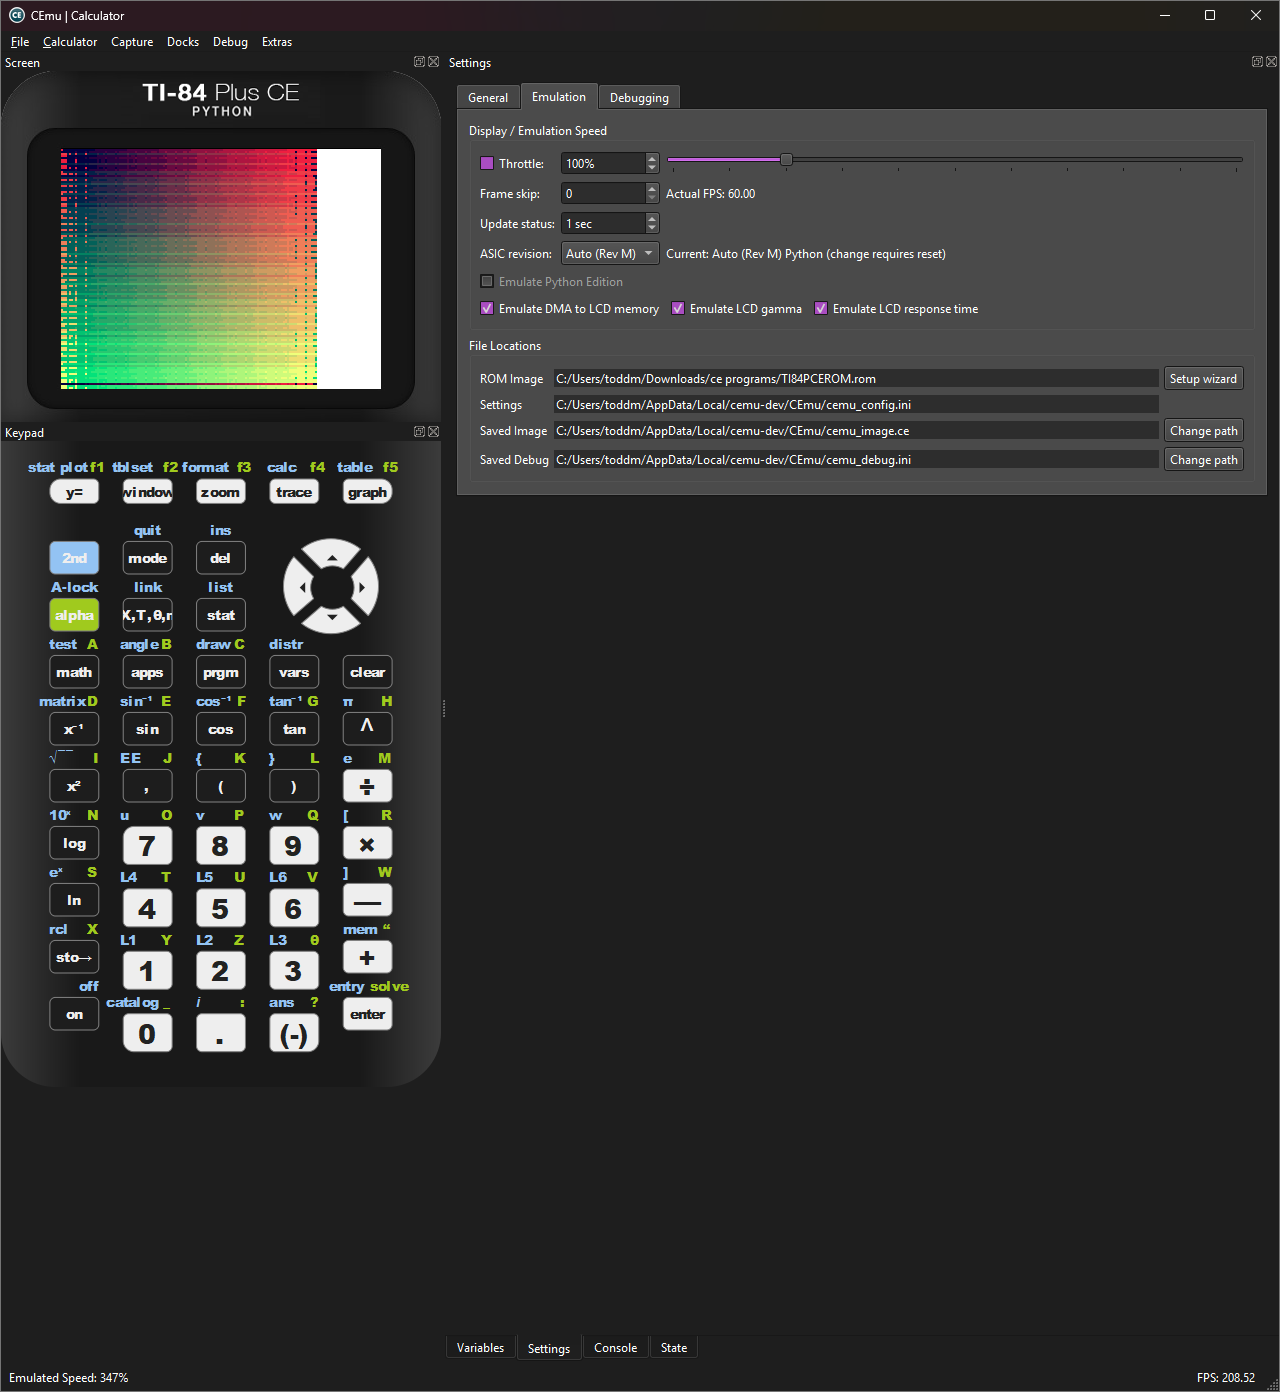 CEmu | Calculator
File Calculator Capture Docks Debug Extras
Screen
TI-84 Plus CE
PYTHON
Keypad
stat plot f1 tblset f2 format f3 calc f4 table f5
y= window zoom trace graph
quit ins
2nd mode del
A-lock link list
alpha X,T,θ,n stat
test A angle B draw C distr
math apps prgm vars clear
matrix D sin⁻¹ E cos⁻¹ F tan⁻¹ G π H
x⁻¹ sin cos tan ^
√‾‾ I EE J { K } L e M
x² , ( ) ÷
10ˣ N u O v P w Q [ R
log 7 8 9 ×
eˣ S L4 T L5 U L6 V ] W
ln 4 5 6 —
rcl X L1 Y L2 Z L3 θ mem “
sto→ 1 2 3 +
off catalog _ i : ans ? entry solve
on 0 . (-) enter
Settings
General Emulation Debugging
Display / Emulation Speed
Throttle: 100%
Frame skip: 0 Actual FPS: 60.00
Update status: 1 sec
ASIC revision: Auto (Rev M) Current: Auto (Rev M) Python (change requires reset)
Emulate Python Edition
Emulate DMA to LCD memory Emulate LCD gamma Emulate LCD response time
File Locations
ROM Image C:/Users/toddm/Downloads/ce programs/TI84PCEROM.rom Setup wizard
Settings C:/Users/toddm/AppData/Local/cemu-dev/CEmu/cemu_config.ini
Saved Image C:/Users/toddm/AppData/Local/cemu-dev/CEmu/cemu_image.ce Change path
Saved Debug C:/Users/toddm/AppData/Local/cemu-dev/CEmu/cemu_debug.ini Change path
Variables Settings Console State
Emulated Speed: 347% FPS: 208.52